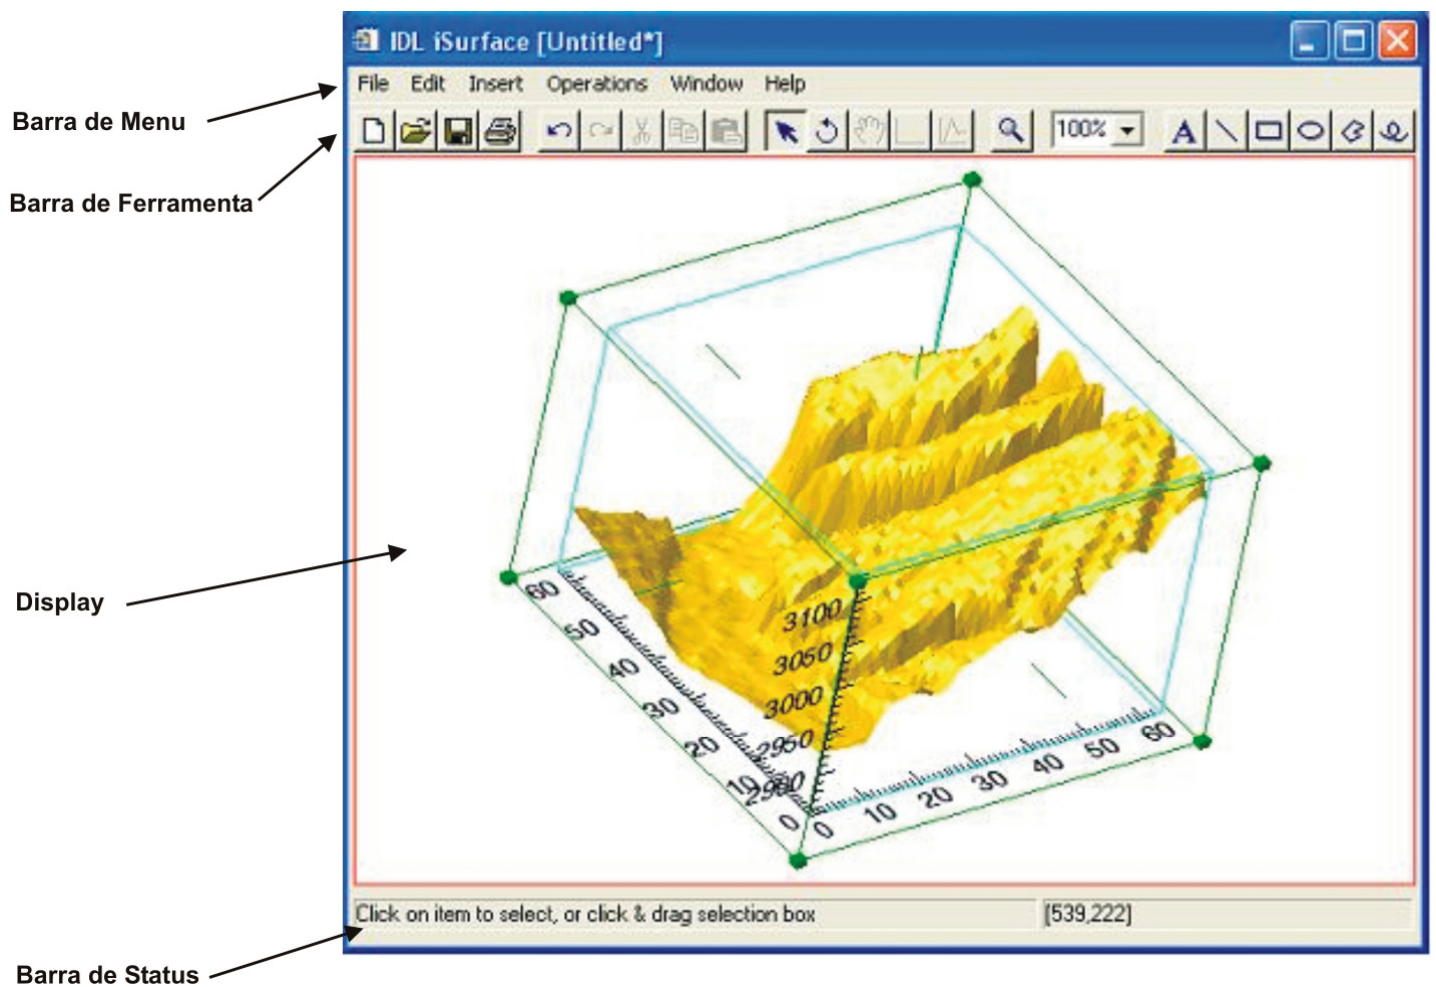 IDL iSurface [Untitled*]
File Edit Insert Operations Window Help
Barra de Menu
100%
A
Barra de Ferramenta
Display
3100
3050
3000
2950
2900
60
50
40
30
20
10
0
0
10
20
30
40
50
60
Click on item to select, or click & drag selection box
[539,222]
Barra de Status